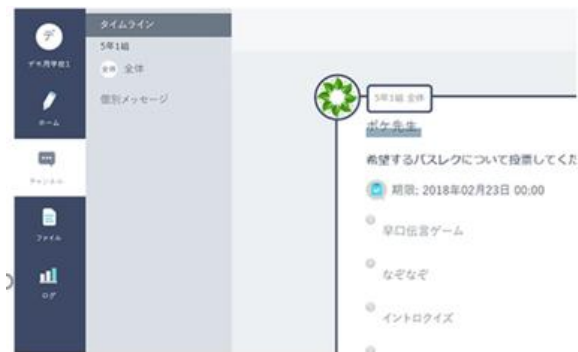 デ
デモ用学校1
ホーム
チャンネル
ファイル
ログ
タイムライン
5年1組
全体 全体
個別メッセージ
5年1組 全体
ポケ先生
希望するバスレクについて投票してくだ
期限: 2018年02月23日 00:00
早口伝言ゲーム
なぞなぞ
イントロクイズ